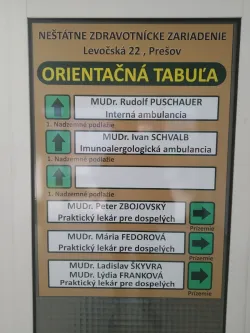 NEŠTÁTNE ZDRAVOTNÍCKE ZARIADENIE
Levočská 22 , Prešov
ORIENTAČNÁ TABUĽA
MUDr. Rudolf PUSCHAUER
Interná ambulancia
1. Nadzemné podlažie
MUDr. Ivan SCHVALB
Imunoalergologická ambulancia
1. Nadzemné podlažie
1. Nadzemné podlažie
MUDr. Peter ZBOJOVSKÝ
Praktický lekár pre dospelých
Prízemie
MUDr. Mária FEDOROVÁ
Praktický lekár pre dospelých
Prízemie
MUDr. Ladislav ŠKYVRA
MUDr. Lýdia FRANKOVÁ
Praktický lekár pre dospelých
Prízemie